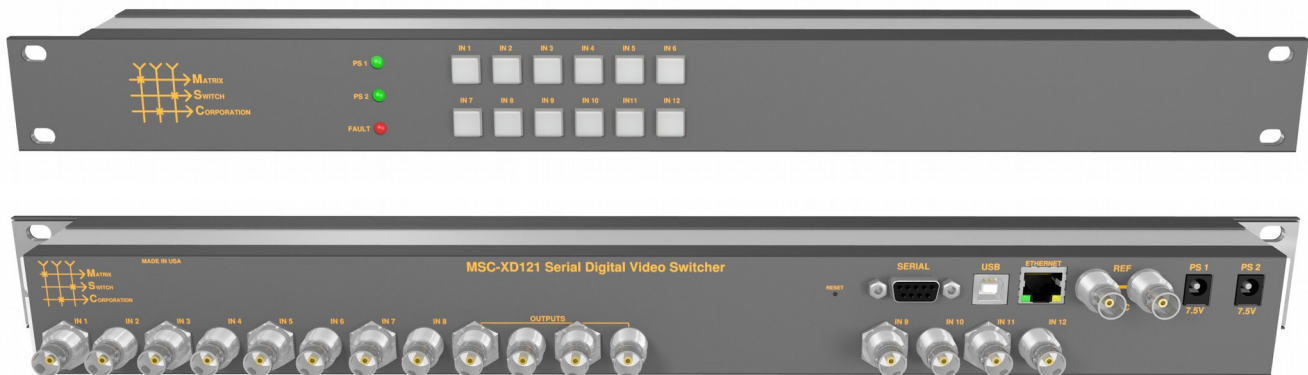 IN 1 IN 2 IN 3 IN 4 IN 5 IN 6
PS 1
MATRIX
SWITCH
PS 2
CORPORATION
IN 7 IN 8 IN 9 IN 10 IN11 IN 12
FAULT
MADE IN USA
MSC-XD121 Serial Digital Video Switcher
SERIAL USB ETHERNET REF PS 1 PS 2
MATRIX
SWITCH
CORPORATION
RESET
7.5V 7.5V
IN 1 IN 2 IN 3 IN 4 IN 5 IN 6 IN 7 IN 8 OUTPUTS IN 9 IN 10 IN 11 IN 12